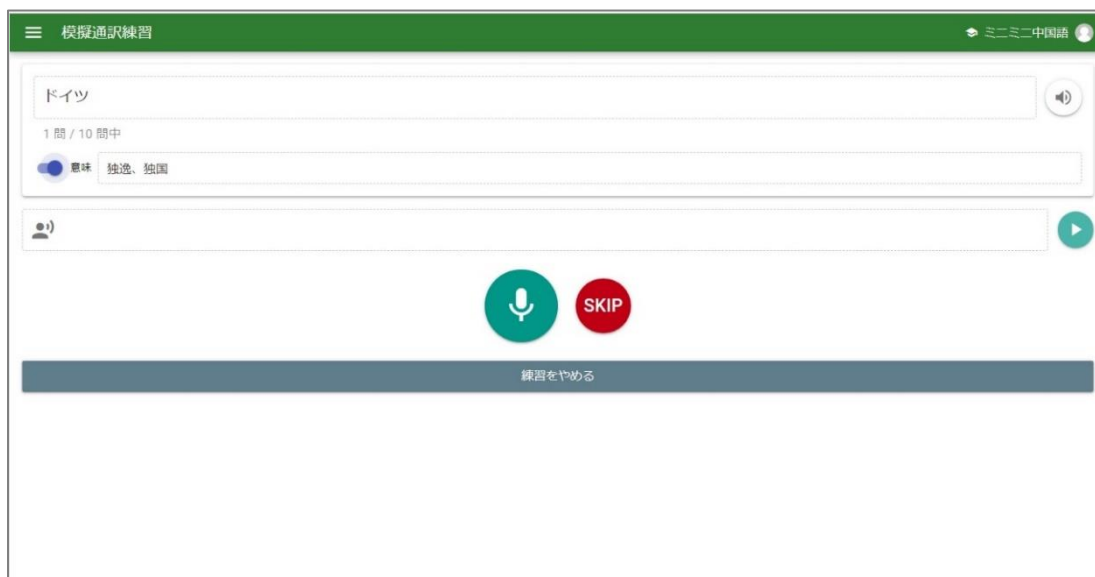 模擬通訳練習
ミニミニ中国語
ドイツ
1 問 / 10 問中
意味 独逸、独国
SKIP
練習をやめる